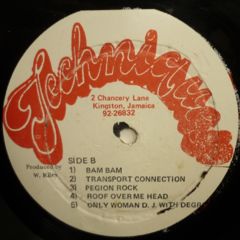 Techniques
2 Chancery Lane
Kingston, Jamaica
92-26832
Produced by
W. Riley
SIDE B
1) BAM BAM
2) TRANSPORT CONNECTION
3) PEGION ROCK
4) ROOF OVER ME HEAD
5) ONLY WOMAN D. J. WITH DEGRE